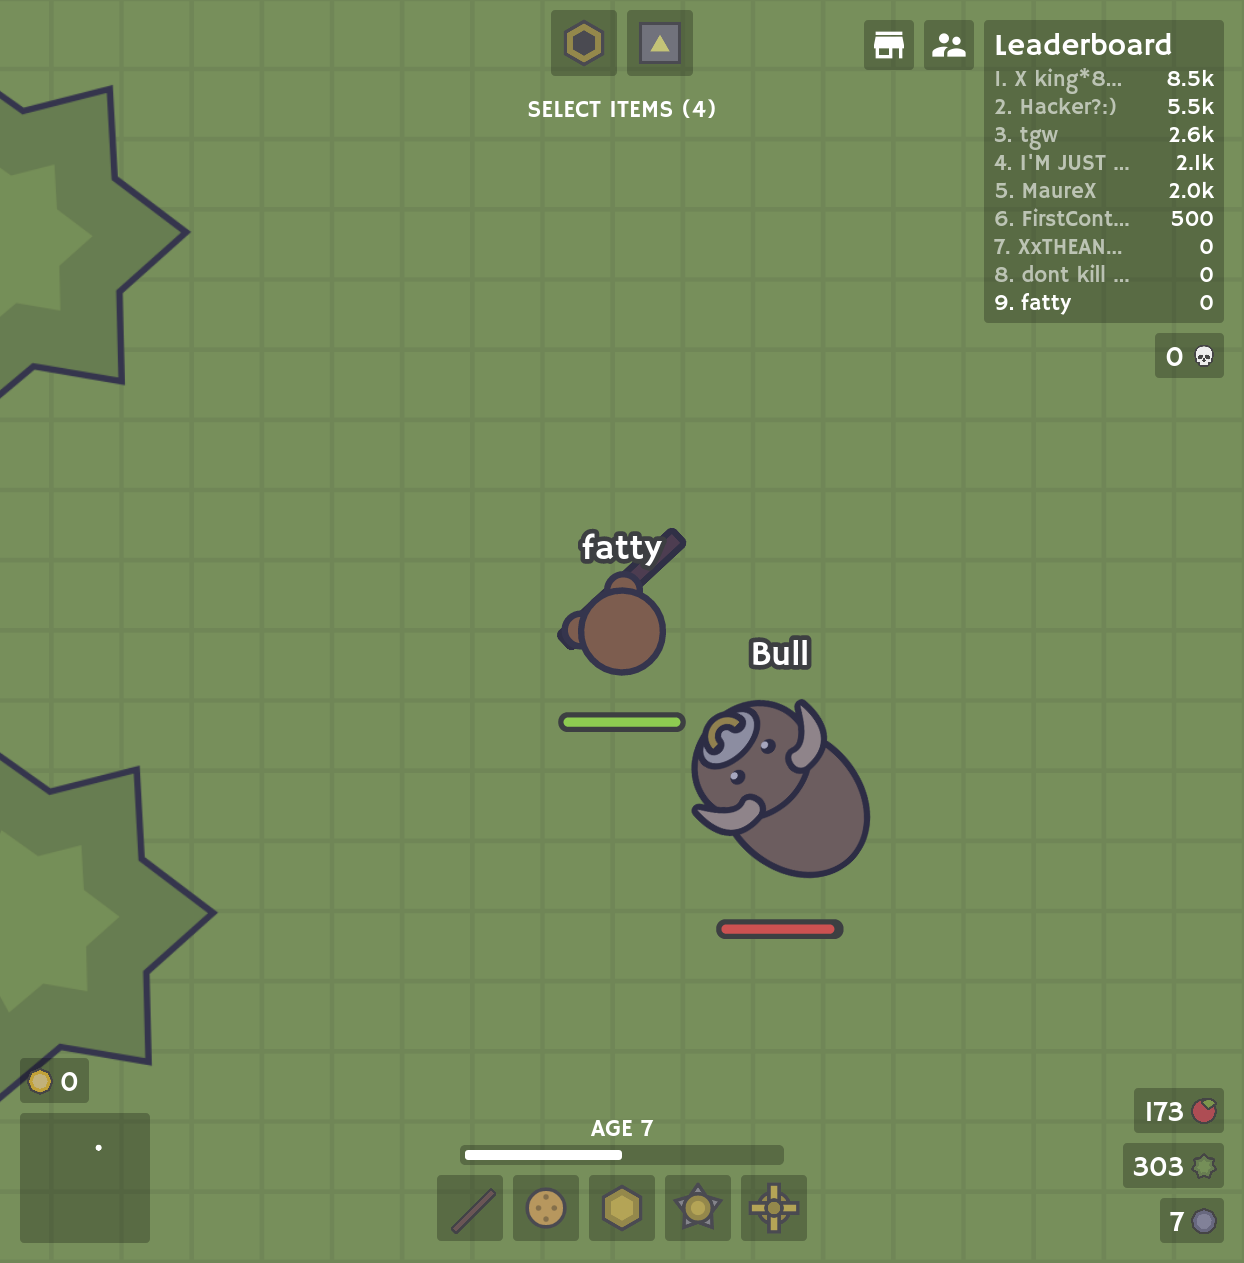 SELECT ITEMS (4)
Leaderboard
1. X king*8... 8.5k
2. Hacker?:) 5.5k
3. tgw 2.6k
4. I'M JUST ... 2.1k
5. MaureX 2.0k
6. FirstCont... 500
7. XxTHEAN... 0
8. dont kill ... 0
9. fatty 0
0
fatty
Bull
0
AGE 7
173
303
7